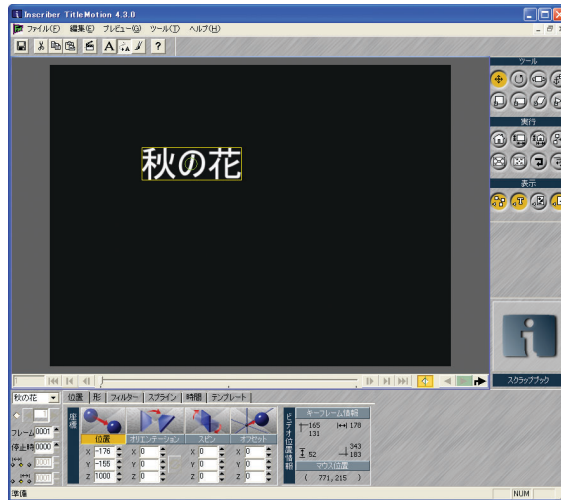 Inscriber TitleMotion 4.3.0
ファイル(F) 編集(E) プレビュー(G) ツール(T) ヘルプ(H)
ツール
秋の花
実行
表示
スクラップブック
秋の花
位置 形 フィルター スプライン 時間 テンプレート
座標
位置 オリエンテーション スピン オフセット
フレーム 0001
停止時 0000
X -176 X 0 X 0 X 0
Y -155 Y 0 Y 0 Y 0
Z 1000 Z 0 Z 0 Z 0
ビデオ位置情報
キーフレーム情報
165 178
131
343
52 183
マウス位置
( 771, 215 )
準備
NUM